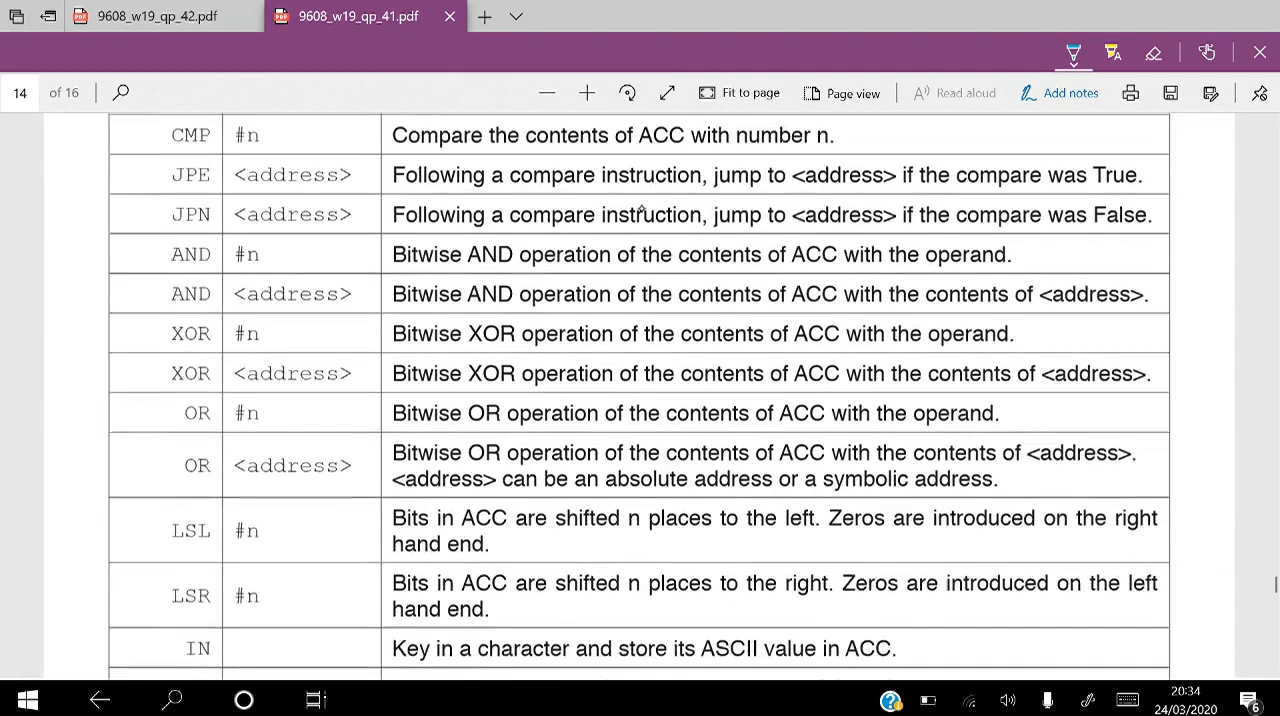 9608_w19_qp_42.pdf
9608_w19_qp_41.pdf
14 of 16
Fit to page
Page view
Read aloud
Add notes
CMP #n Compare the contents of ACC with number n.
JPE <address> Following a compare instruction, jump to <address> if the compare was True.
JPN <address> Following a compare instruction, jump to <address> if the compare was False.
AND #n Bitwise AND operation of the contents of ACC with the operand.
AND <address> Bitwise AND operation of the contents of ACC with the contents of <address>.
XOR #n Bitwise XOR operation of the contents of ACC with the operand.
XOR <address> Bitwise XOR operation of the contents of ACC with the contents of <address>.
OR #n Bitwise OR operation of the contents of ACC with the operand.
OR <address> Bitwise OR operation of the contents of ACC with the contents of <address>.
<address> can be an absolute address or a symbolic address.
LSL #n Bits in ACC are shifted n places to the left. Zeros are introduced on the right
hand end.
LSR #n Bits in ACC are shifted n places to the right. Zeros are introduced on the left
hand end.
IN Key in a character and store its ASCII value in ACC.
20:34
24/03/2020
6